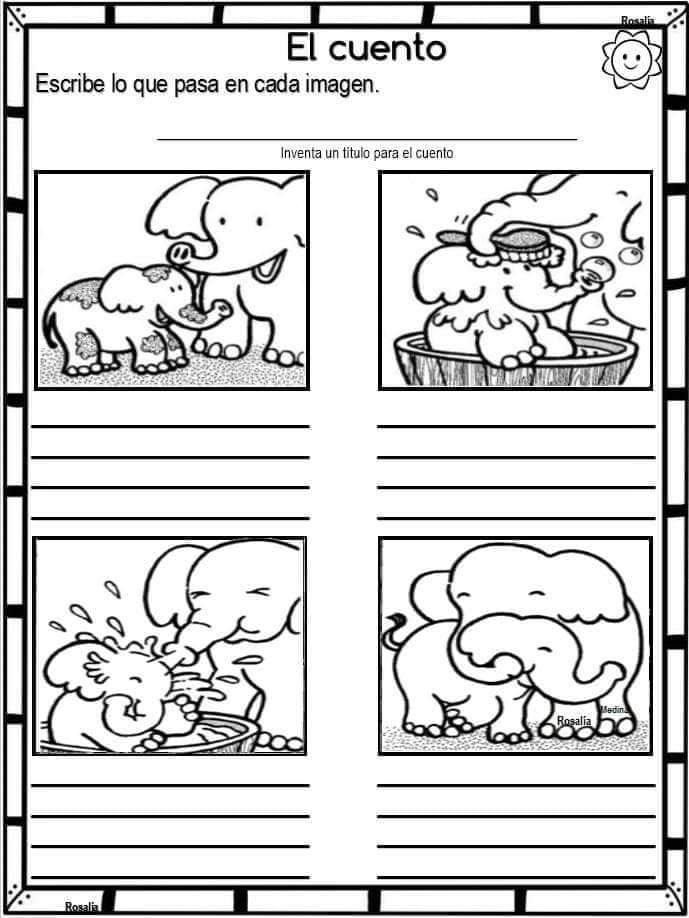 Rosalía
El cuento
Escribe lo que pasa en cada imagen.
Inventa un título para el cuento
Medina
Rosalía
Rosalía